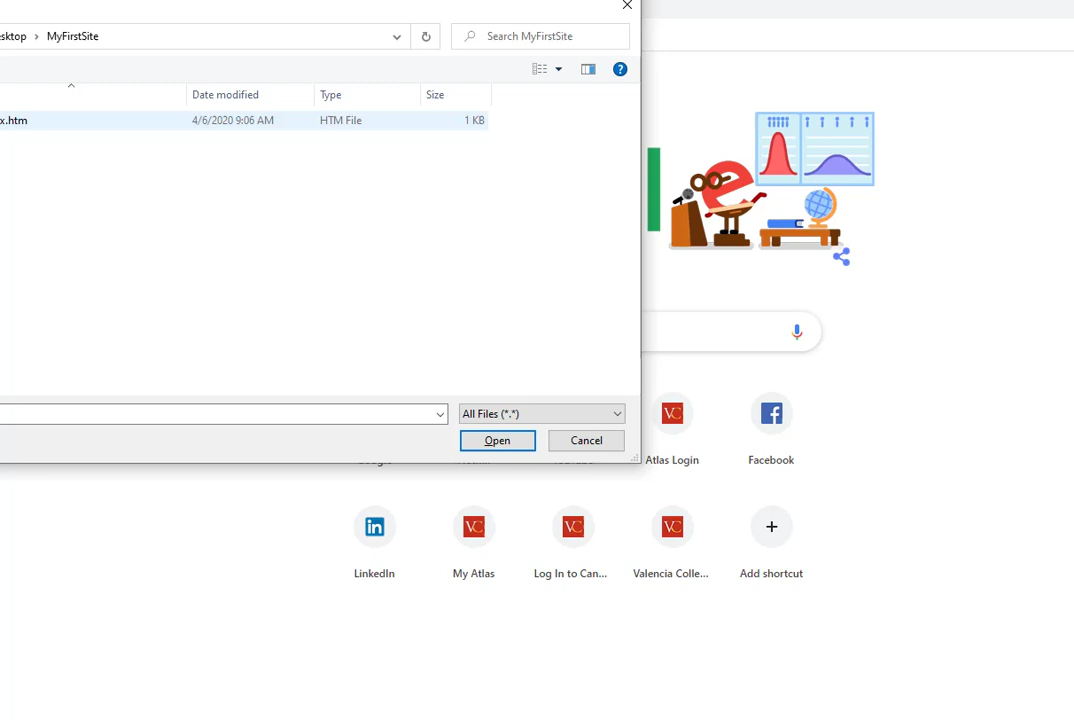 esktop › MyFirstSite
Search MyFirstSite
Date modified Type Size
x.htm 4/6/2020 9:06 AM HTM File 1 KB
All Files (*.*)
Open Cancel
Atlas Login Facebook
LinkedIn My Atlas Log In to Can... Valencia Colle... Add shortcut